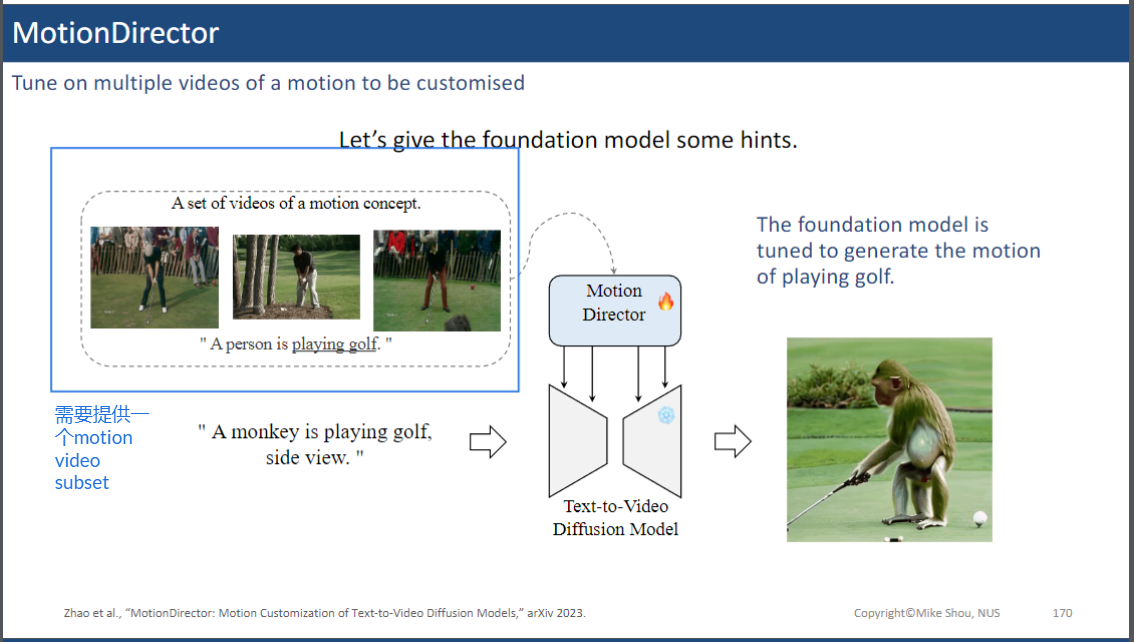 MotionDirector
Tune on multiple videos of a motion to be customised
Let's give the foundation model some hints.
A set of videos of a motion concept.
" A person is playing golf. "
需要提供一
个motion
video
subset
" A monkey is playing golf,
side view. "
Motion
Director
Text-to-Video
Diffusion Model
The foundation model is
tuned to generate the motion
of playing golf.
Zhao et al., “MotionDirector: Motion Customization of Text-to-Video Diffusion Models,” arXiv 2023.
Copyright©Mike Shou, NUS
170